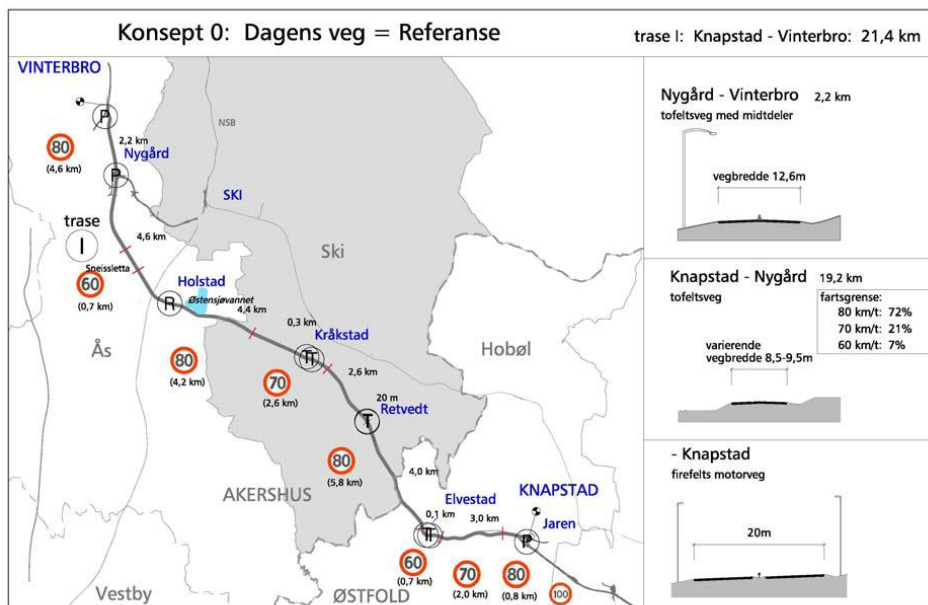 Konsept 0: Dagens veg = Referanse
trase I: Knapstad - Vinterbro: 21,4 km
VINTERBRO
P
NSB
80
(4,6 km)
2,2 km
Nygård
P
SKI
trase
I
4,6 km
Ski
Sneissletta
60
(0,7 km)
Holstad
R
Østensjøvannet
4,4 km
0,3 km
Kråkstad
TT
Hobøl
Ås
80
(4,2 km)
70
(2,6 km)
2,6 km
20 m
Retvedt
T
80
(5,8 km)
4,0 km
AKERSHUS
Elvestad
KNAPSTAD
0,1 km
3,0 km
Jaren
TT
P
60
(0,7 km)
70
(2,0 km)
80
(0,8 km)
100
Vestby
ØSTFOLD
Nygård - Vinterbro 2,2 km
tofeltsveg med midtdeler
vegbredde 12,6m
Knapstad - Nygård 19,2 km
tofeltsveg
fartsgrense:
80 km/t: 72%
70 km/t: 21%
60 km/t: 7%
varierende
vegbredde 8,5-9,5m
- Knapstad
firefelts motorveg
20m